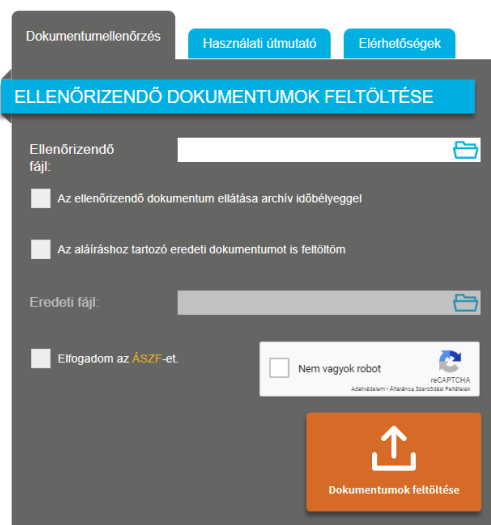 Dokumentumellenőrzés
Használati útmutató
Elérhetőségek
ELLENŐRIZENDŐ DOKUMENTUMOK FELTÖLTÉSE
Ellenőrizendő
fájl:
Az ellenőrizendő dokumentum ellátása archív időbélyeggel
Az aláíráshoz tartozó eredeti dokumentumot is feltöltöm
Eredeti fájl:
Elfogadom az ÁSZF-et.
Nem vagyok robot
reCAPTCHA
Adatvédelem - Általános Szerződési Feltételek
Dokumentumok feltöltése